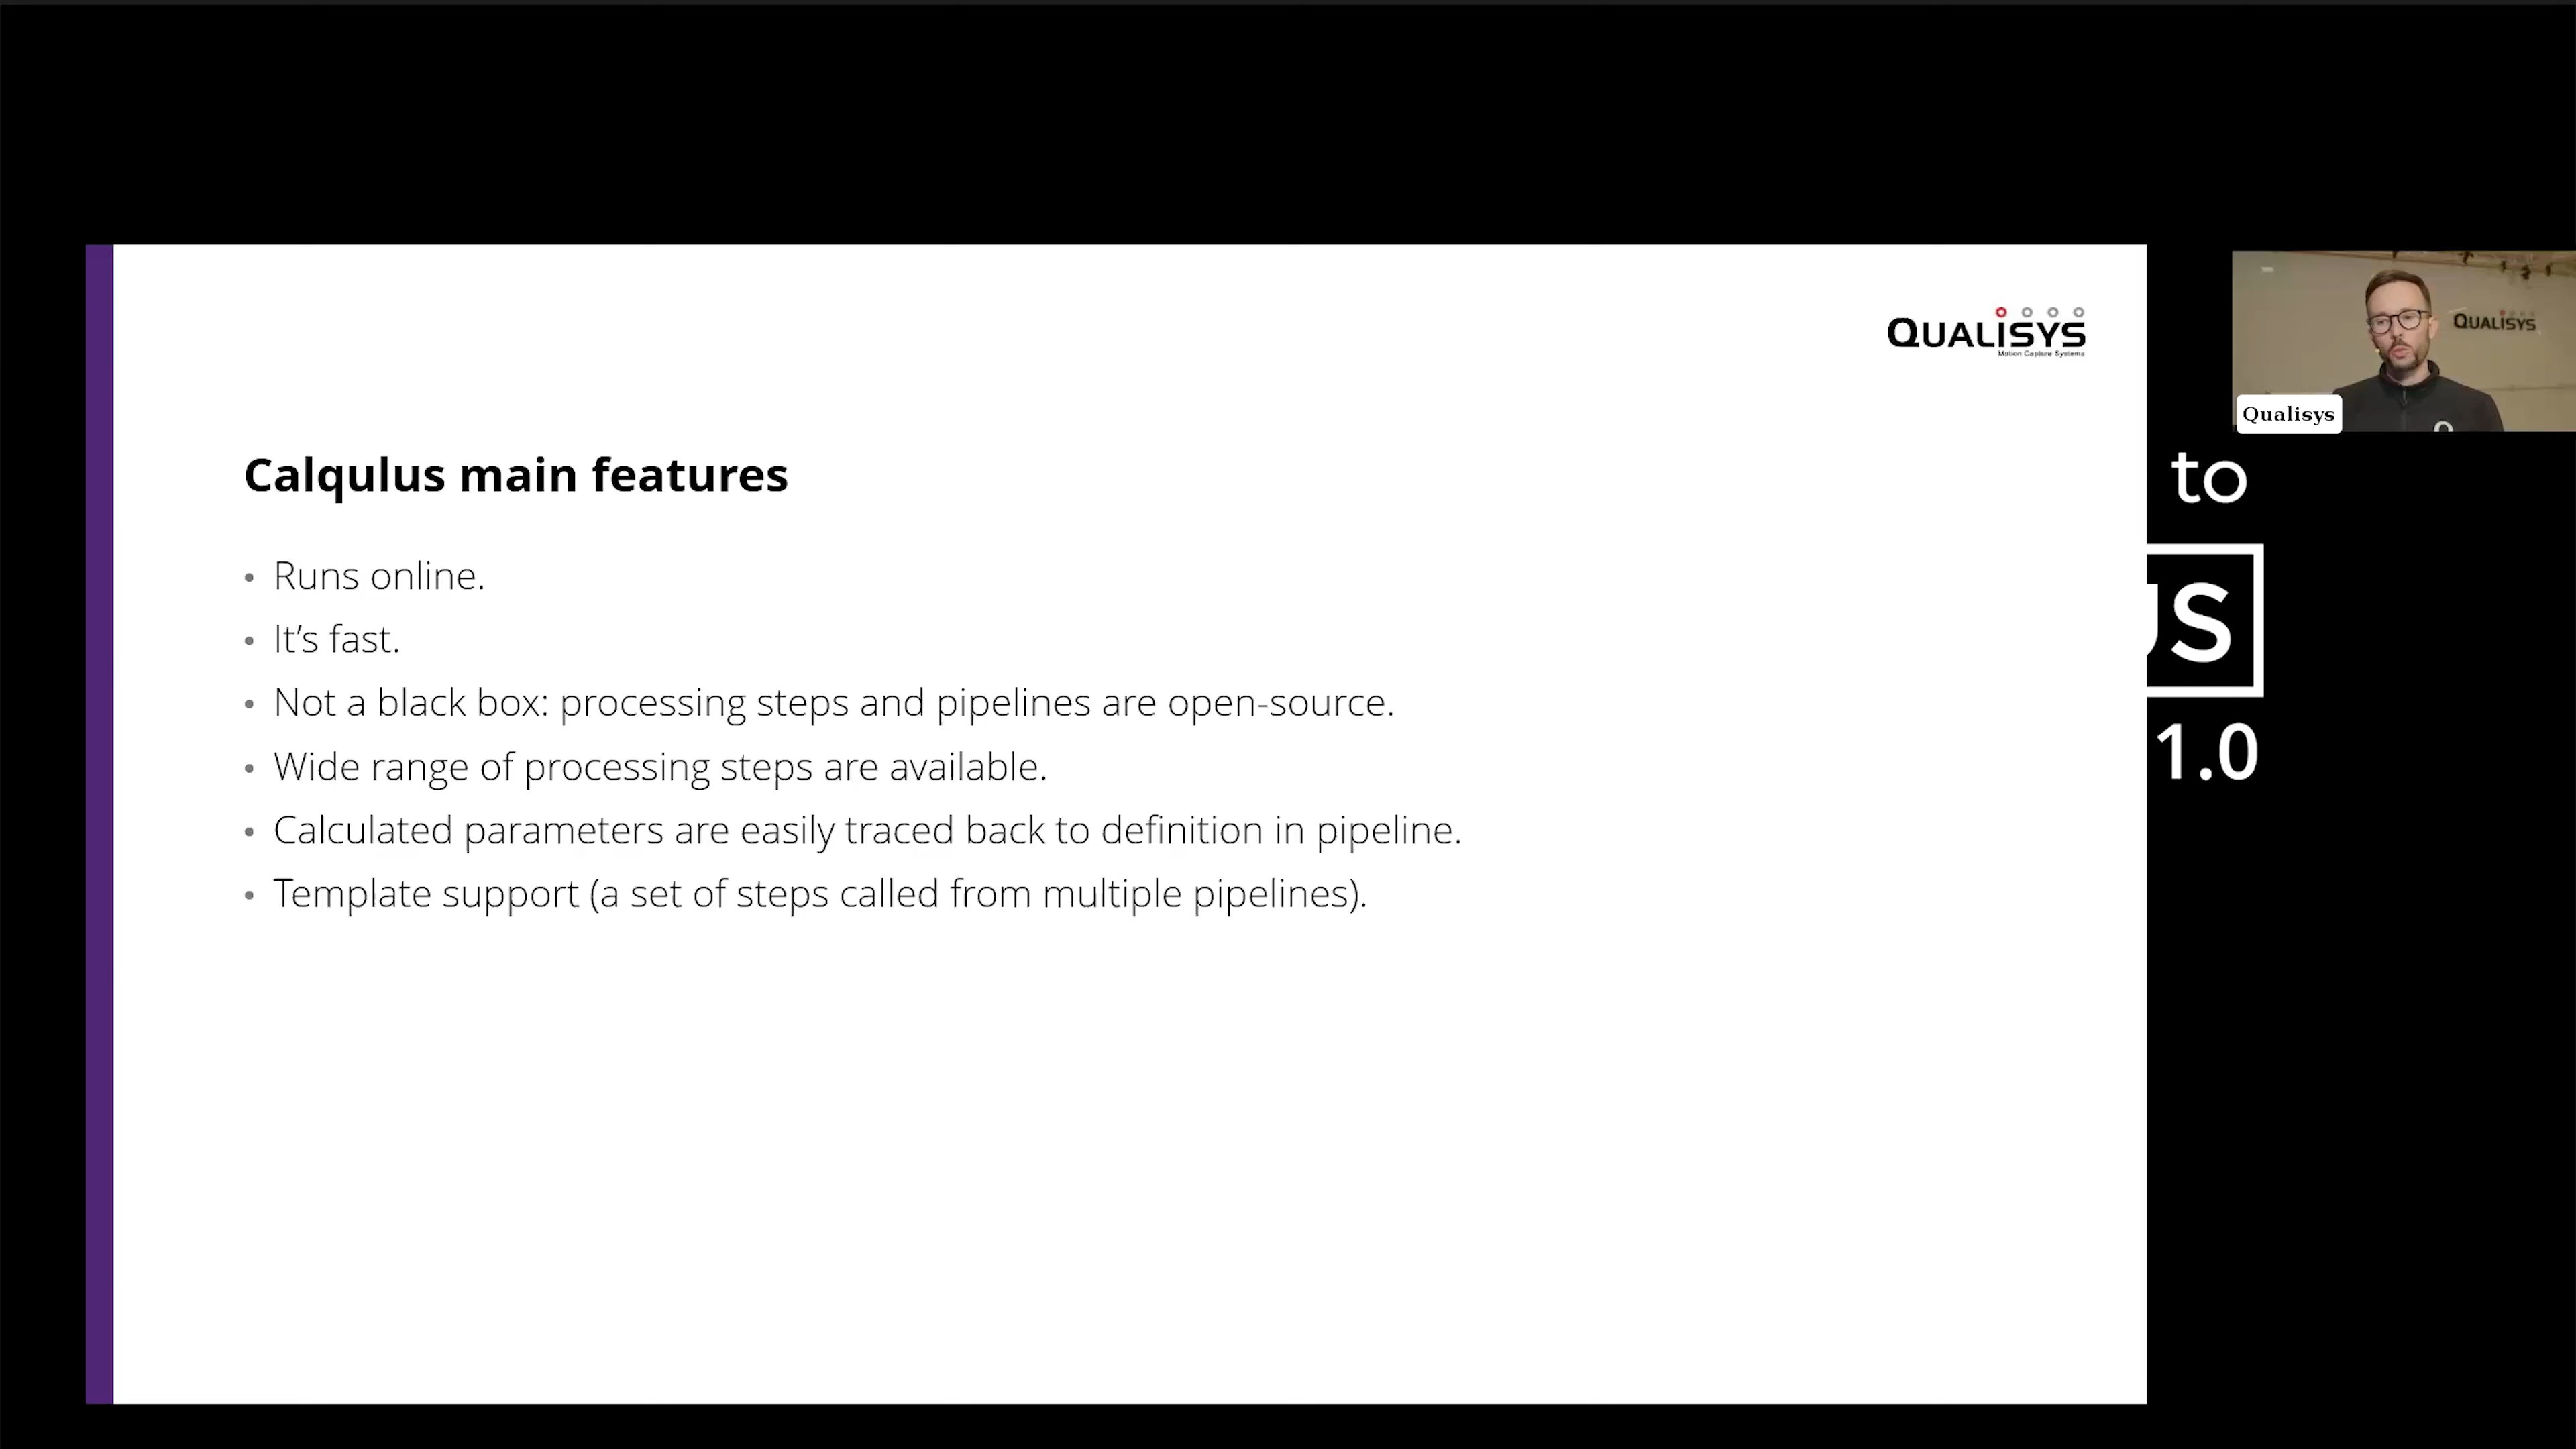 QUALISYS
Motion Capture Systems
Calqulus main features
• Runs online.
• It’s fast.
• Not a black box: processing steps and pipelines are open-source.
• Wide range of processing steps are available.
• Calculated parameters are easily traced back to definition in pipeline.
• Template support (a set of steps called from multiple pipelines).
QUALISYS
Qualisys
to
US
1.0